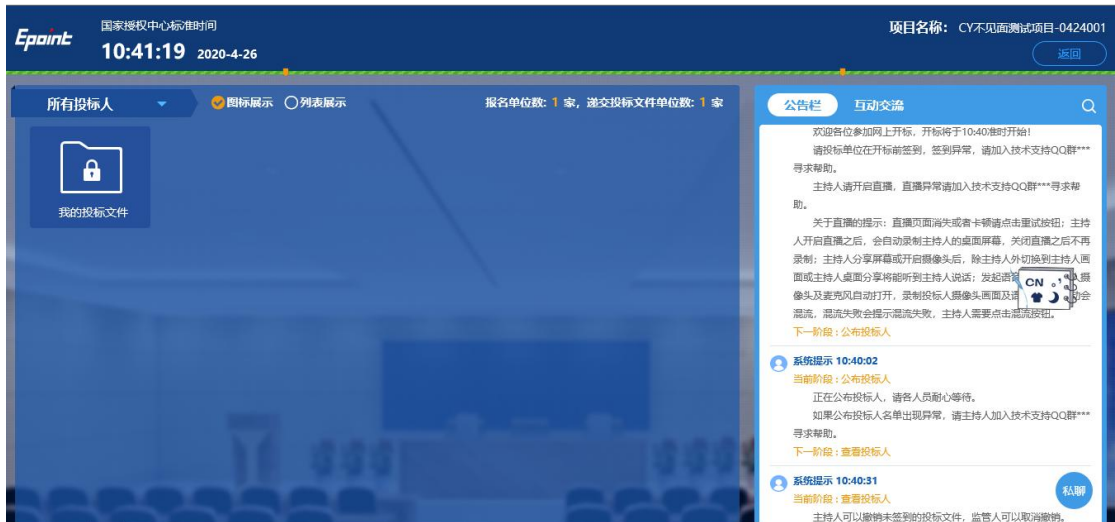 Epoint
国家授权中心标准时间
10:41:19 2020-4-26
项目名称： CY不见面测试项目-0424001
返回
所有投标人
图标展示 列表展示
报名单位数: 1 家，递交投标文件单位数: 1 家
我的投标文件
公告栏 互动交流
欢迎各位参加网上开标，开标将于10:40准时开始!
请投标单位在开标前签到，签到异常，请加入技术支持QQ群***
寻求帮助。
主持人请开启直播，直播异常请加入技术支持QQ群***寻求帮
助。
关于直播的提示：直播页面消失或者卡顿请点击重试按钮；主持
人开启直播之后，会自动录制主持人的桌面屏幕，关闭直播之后不再
录制；主持人分享屏幕或开启摄像头后，除主持人外切换到主持人画
面或主持人桌面分享将能听到主持人说话；发起语 摄
像头及麦克风自动打开，录制投标人摄像头画面及语 动会
混流，混流失败会提示混流失败，主持人需要点击混流按钮。
CN
下一阶段 : 公布投标人
系统提示 10:40:02
当前阶段 : 公布投标人
正在公布投标人，请各人员耐心等待。
如果公布投标人名单出现异常，请主持人加入技术支持QQ群***
寻求帮助。
下一阶段 : 查看投标人
系统提示 10:40:31
当前阶段 : 查看投标人
主持人可以撤销未签到的投标文件，监管人可以取消撤销。
私聊